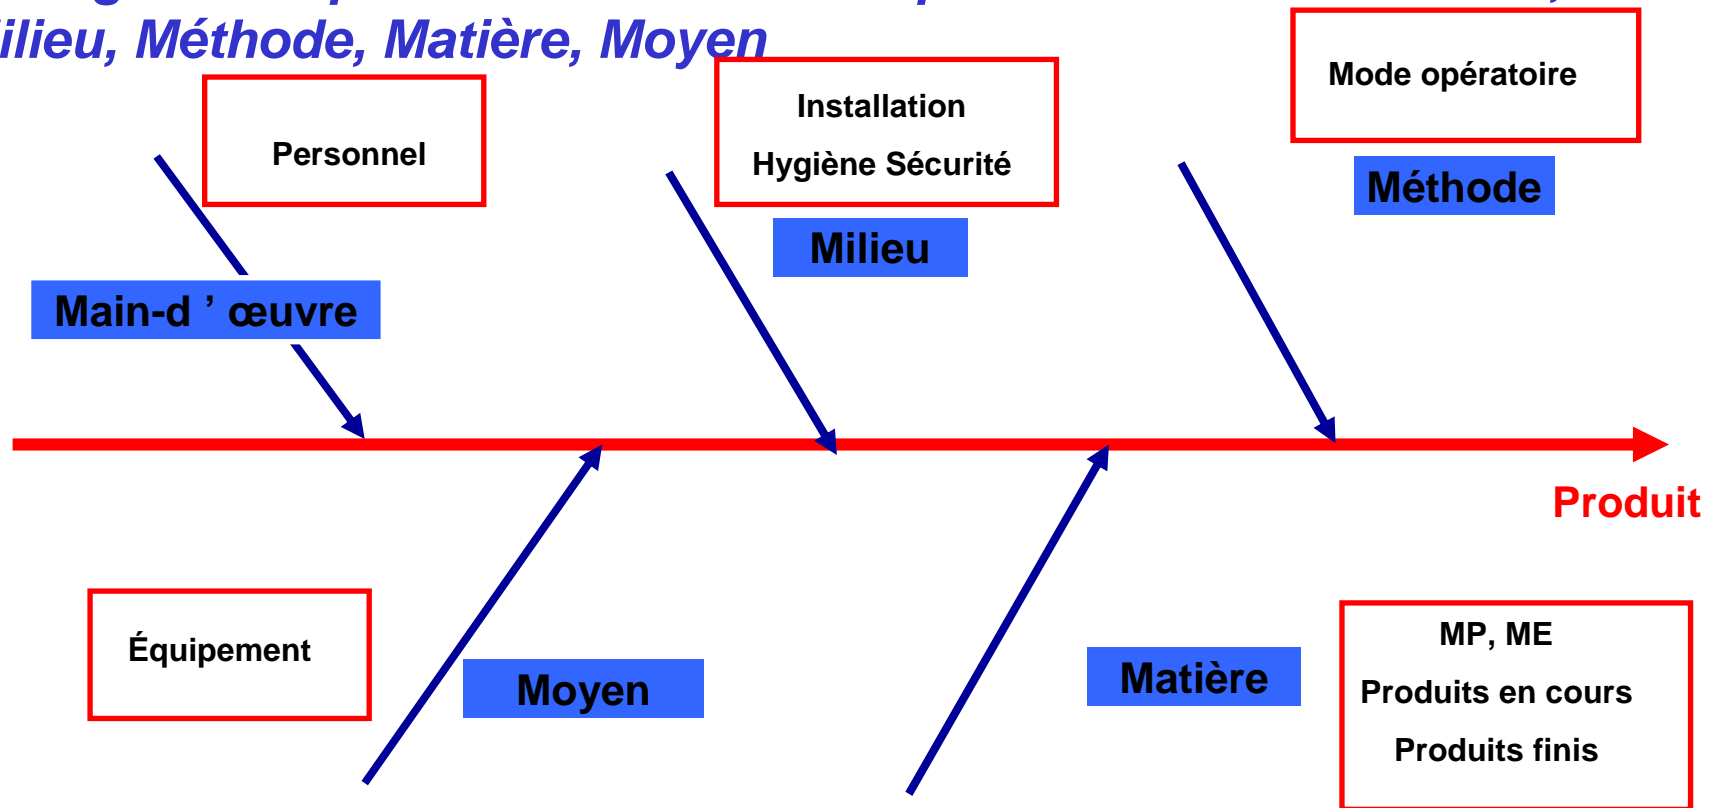 ilieu, Méthode, Matière, Moyen
Mode opératoire
Installation
Personnel
Hygiène Sécurité
Méthode
Milieu
Main-d ’ œuvre
Produit
Équipement
MP, ME
Matière
Moyen
Produits en cours
Produits finis